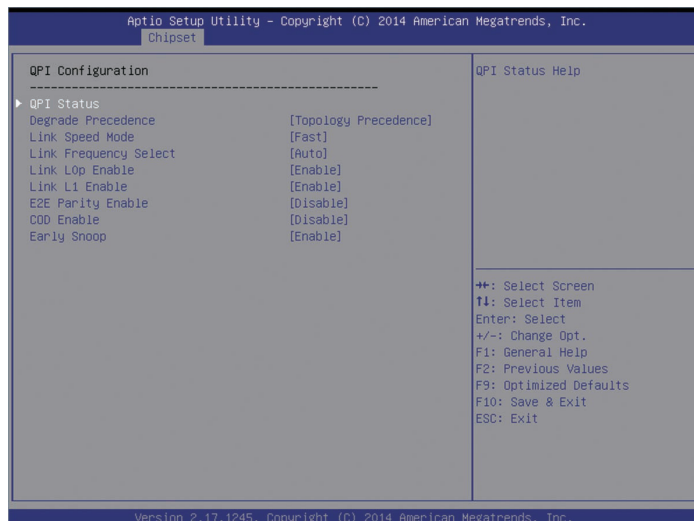 Aptio Setup Utility – Copyright (C) 2014 American Megatrends, Inc.
Chipset
QPI Configuration
--------------------------------------------------
QPI Status
Degrade Precedence [Topology Precedence]
Link Speed Mode [Fast]
Link Frequency Select [Auto]
Link L0p Enable [Enable]
Link L1 Enable [Enable]
E2E Parity Enable [Disable]
COD Enable [Disable]
Early Snoop [Enable]
QPI Status Help
→←: Select Screen
↑↓: Select Item
Enter: Select
+/-: Change Opt.
F1: General Help
F2: Previous Values
F9: Optimized Defaults
F10: Save & Exit
ESC: Exit
Version 2.17.1245. Copyright (C) 2014 American Megatrends, Inc.